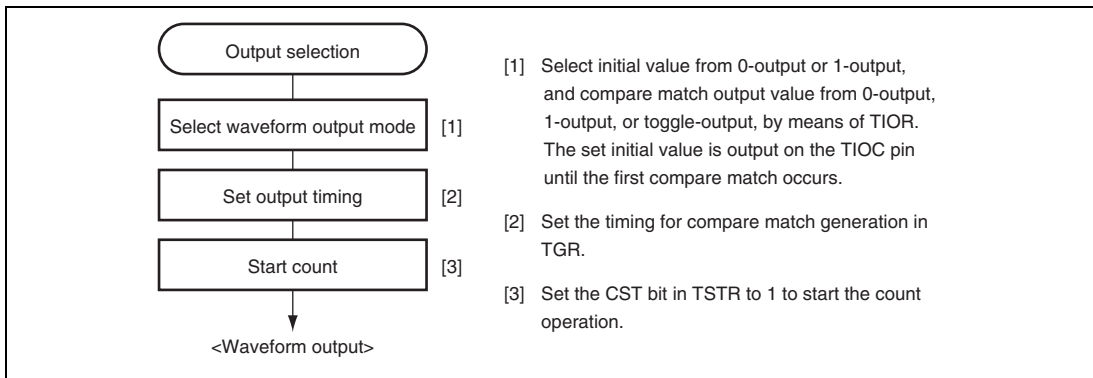 Output selection
Select waveform output mode
[1]
Set output timing
[2]
Start count
[3]
<Waveform output>
[1] Select initial value from 0-output or 1-output,
and compare match output value from 0-output,
1-output, or toggle-output, by means of TIOR.
The set initial value is output on the TIOC pin
until the first compare match occurs.
[2] Set the timing for compare match generation in
TGR.
[3] Set the CST bit in TSTR to 1 to start the count
operation.